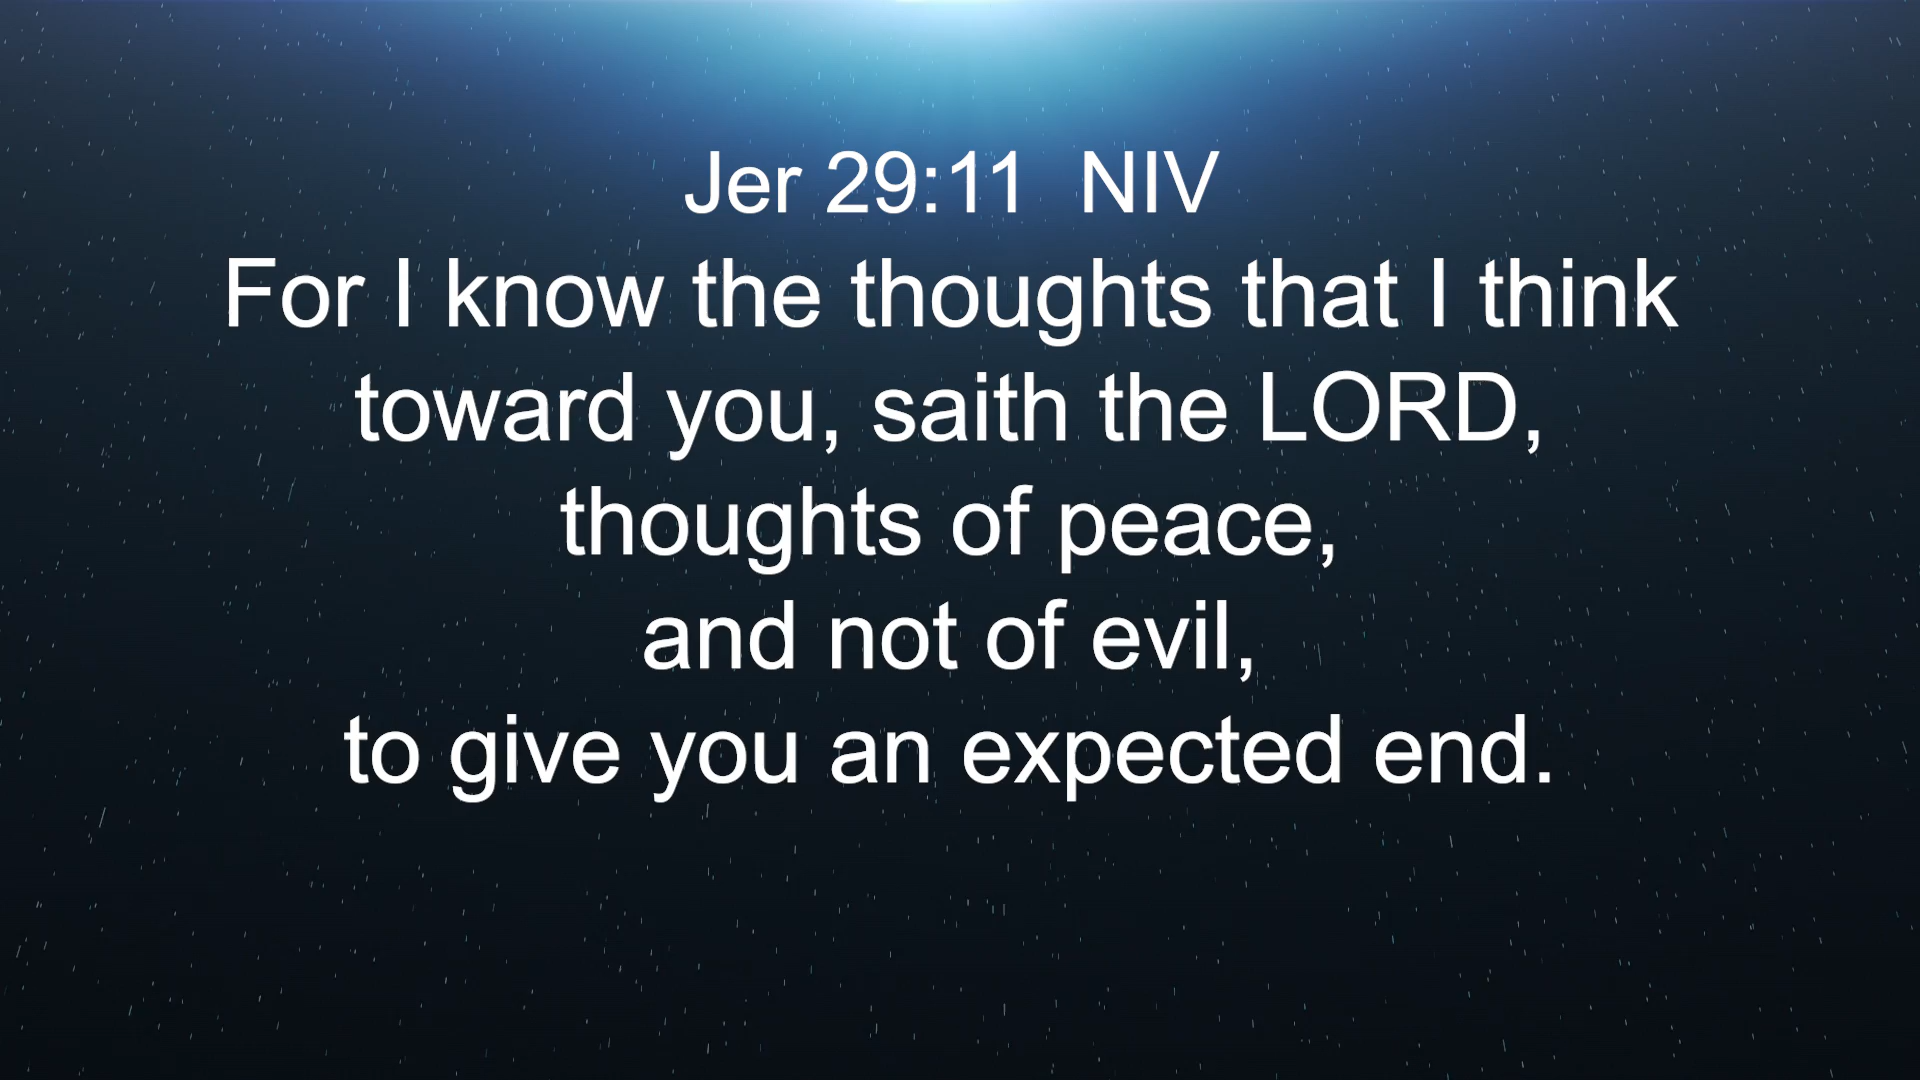 Jer 29:11  NIV
For I know the thoughts that I think
toward you, saith the LORD,
thoughts of peace,
and not of evil,
to give you an expected end.